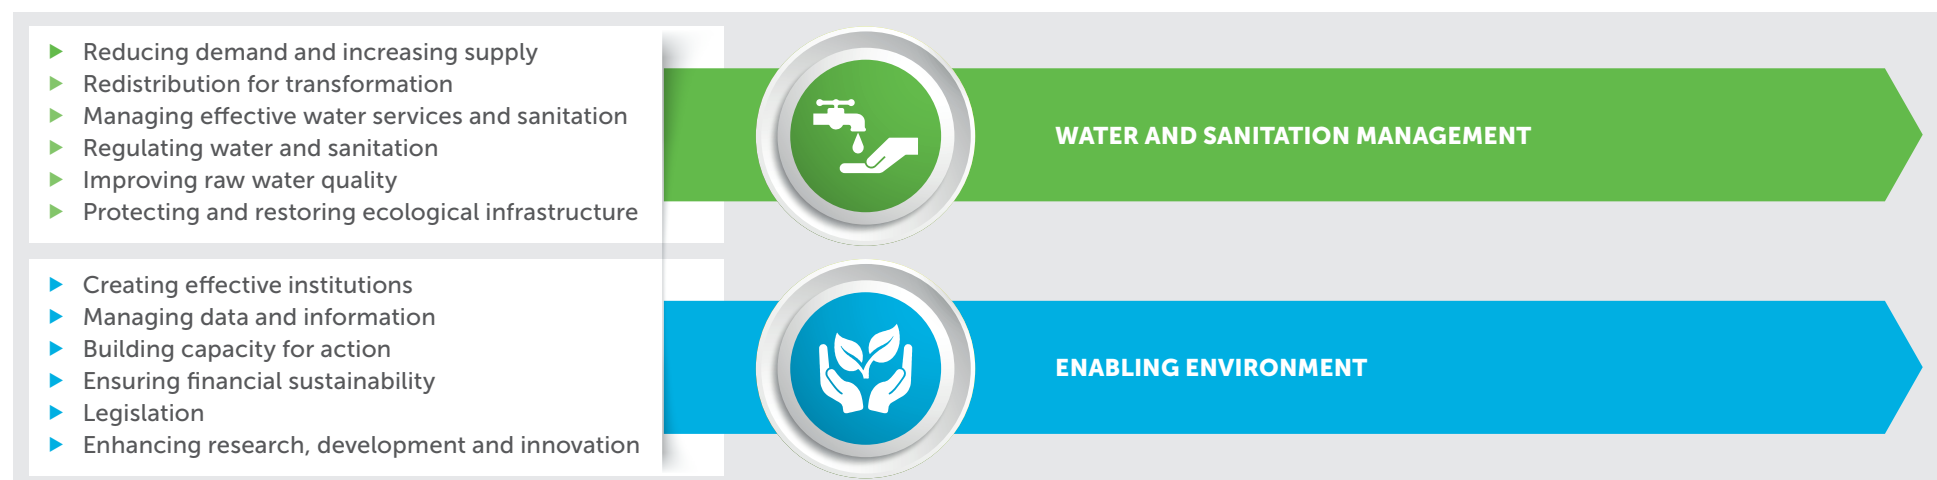 Reducing demand and increasing supply
Redistribution for transformation
Managing effective water services and sanitation
Regulating water and sanitation
Improving raw water quality
Protecting and restoring ecological infrastructure
WATER AND SANITATION MANAGEMENT
Creating effective institutions
Managing data and information
Building capacity for action
Ensuring financial sustainability
Legislation
Enhancing research, development and innovation
ENABLING ENVIRONMENT